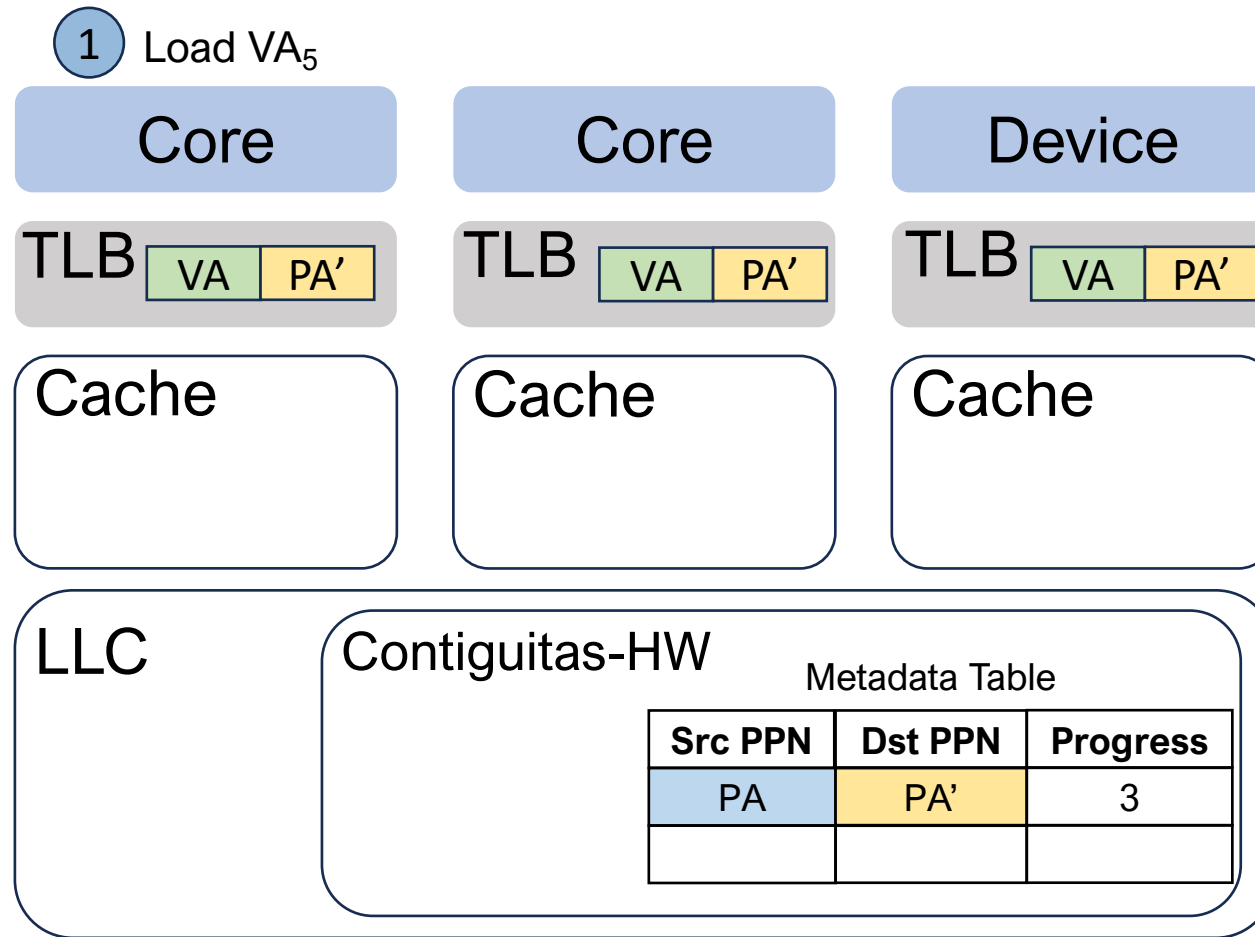 1 Load VA₅
Core Core Device
TLB VA PA’ TLB VA PA’ TLB VA PA’
Cache Cache Cache
LLC Contiguitas-HW
Metadata Table
Src PPN Dst PPN Progress
PA PA' 3